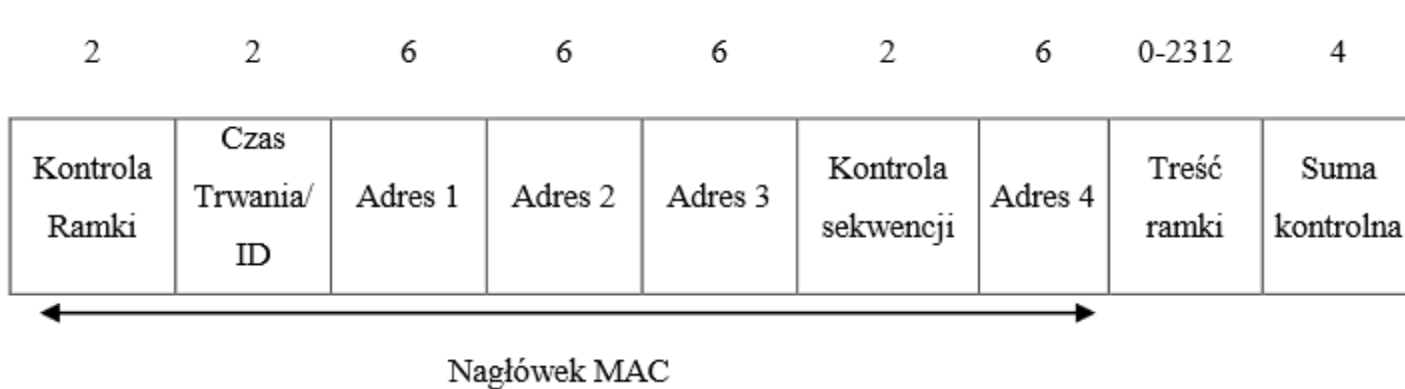 2 2 6 6 6 2 6 0-2312 4
Kontrola
Ramki
Czas
Trwania/
ID
Adres 1
Adres 2
Adres 3
Kontrola
sekwencji
Adres 4
Treść
ramki
Suma
kontrolna
Nagłówek MAC